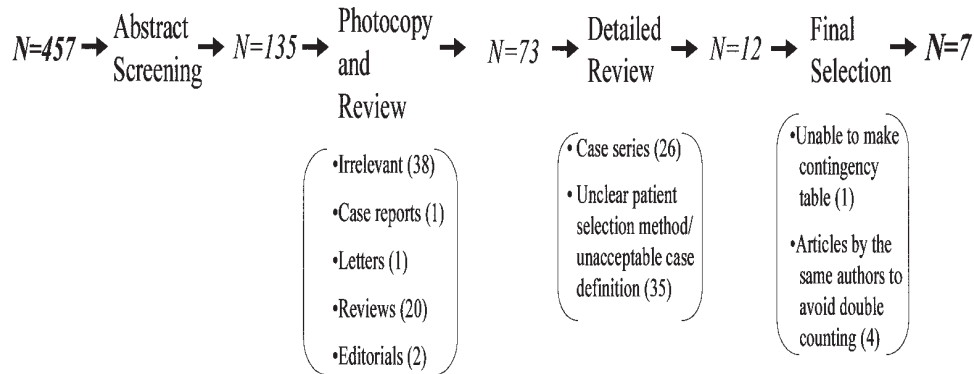 N=457 → Abstract Screening → N=135 → Photocopy and Review → N=73 → Detailed Review → N=12 → Final Selection → N=7
•Irrelevant (38)
•Case reports (1)
•Letters (1)
•Reviews (20)
•Editorials (2)
• Case series (26)
• Unclear patient
selection method/
unacceptable case
definition (35)
•Unable to make
contingency
table (1)
•Articles by the
same authors to
avoid double
counting (4)